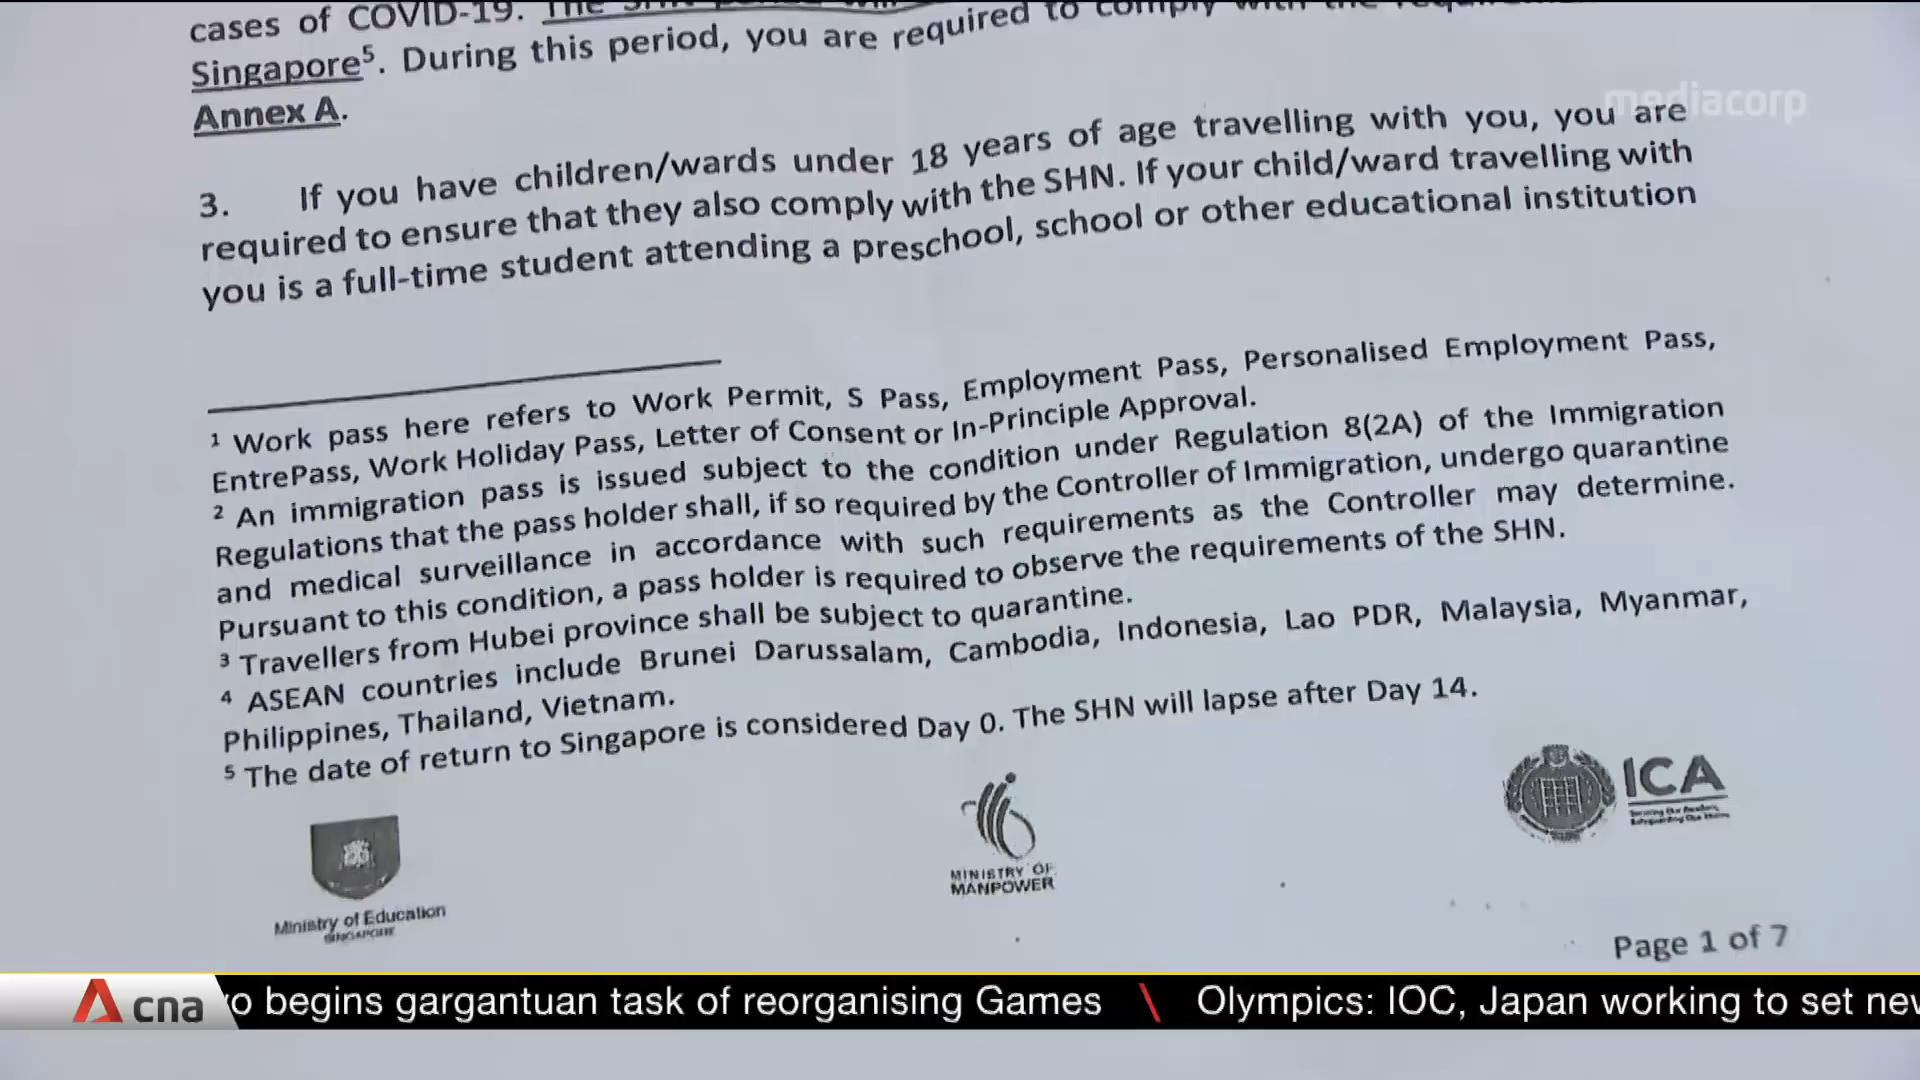 cases of COVID-19. The SHN
Singapore⁵. During this period, you are required to comply with the
Annex A.
mediacorp
3. If you have children/wards under 18 years of age travelling with you, you are
required to ensure that they also comply with the SHN. If your child/ward travelling with
you is a full-time student attending a preschool, school or other educational institution
¹ Work pass here refers to Work Permit, S Pass, Employment Pass, Personalised Employment Pass,
EntrePass, Work Holiday Pass, Letter of Consent or In-Principle Approval.
² An immigration pass is issued subject to the condition under Regulation 8(2A) of the Immigration
Regulations that the pass holder shall, if so required by the Controller of Immigration, undergo quarantine
and medical surveillance in accordance with such requirements as the Controller may determine.
Pursuant to this condition, a pass holder is required to observe the requirements of the SHN.
³ Travellers from Hubei province shall be subject to quarantine.
⁴ ASEAN countries include Brunei Darussalam, Cambodia, Indonesia, Lao PDR, Malaysia, Myanmar,
Philippines, Thailand, Vietnam.
⁵ The date of return to Singapore is considered Day 0. The SHN will lapse after Day 14.
Ministry of Education
SINGAPORE
MINISTRY OF
MANPOWER
ICA
Page 1 of 7
cna
o begins gargantuan task of reorganising Games \ Olympics: IOC, Japan working to set new